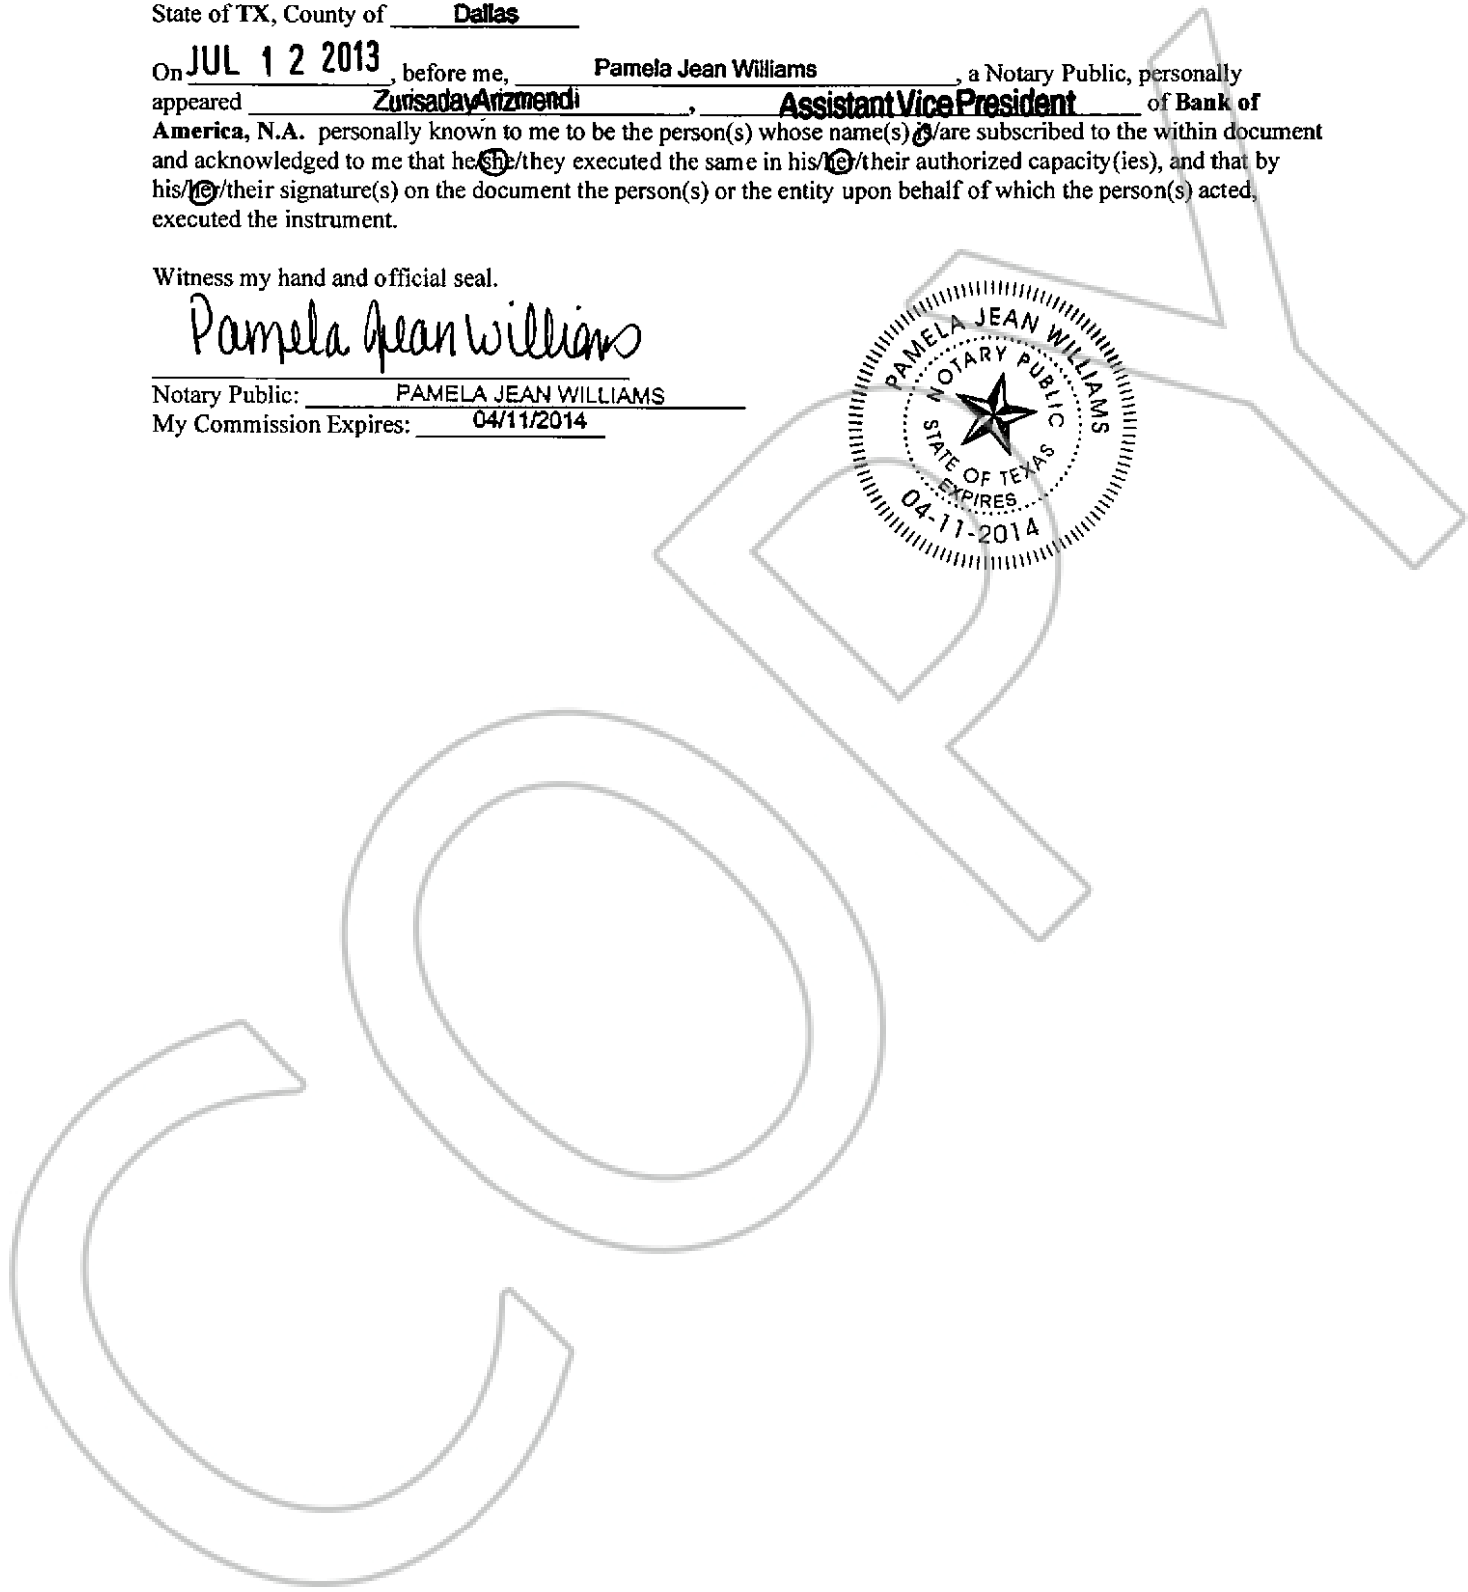 State of TX, County of Dallas
On JUL 12 2013, before me, Pamela Jean Williams, a Notary Public, personally
appeared Zurisaday Arizmendi, Assistant Vice President of Bank of
America, N.A. personally known to me to be the person(s) whose name(s) is/are subscribed to the within document
and acknowledged to me that he/she/they executed the same in his/her/their authorized capacity(ies), and that by
his/her/their signature(s) on the document the person(s) or the entity upon behalf of which the person(s) acted,
executed the instrument.
Witness my hand and official seal.
Pamela Jean Williams
Notary Public: PAMELA JEAN WILLIAMS
My Commission Expires: 04/11/2014
PAMELA JEAN WILLIAMS
NOTARY PUBLIC
STATE OF TEXAS
EXPIRES
04-11-2014
COPY